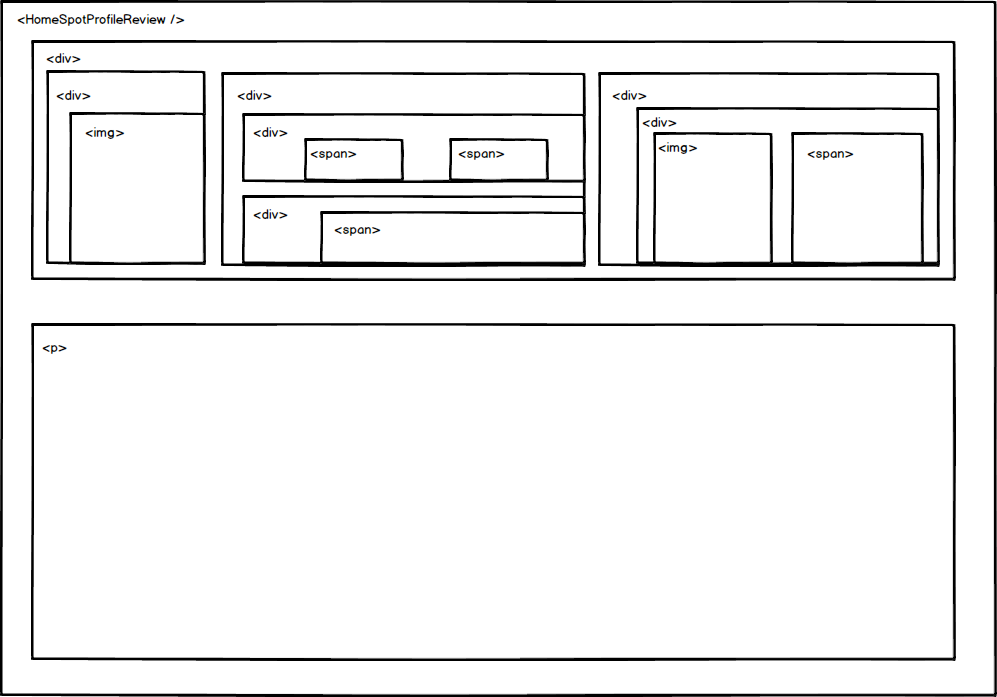 <HomeSpotProfileReview />
<div>
<div>
<img>
<div>
<div>
<span>
<span>
<div>
<span>
<div>
<div>
<img>
<span>
<p>